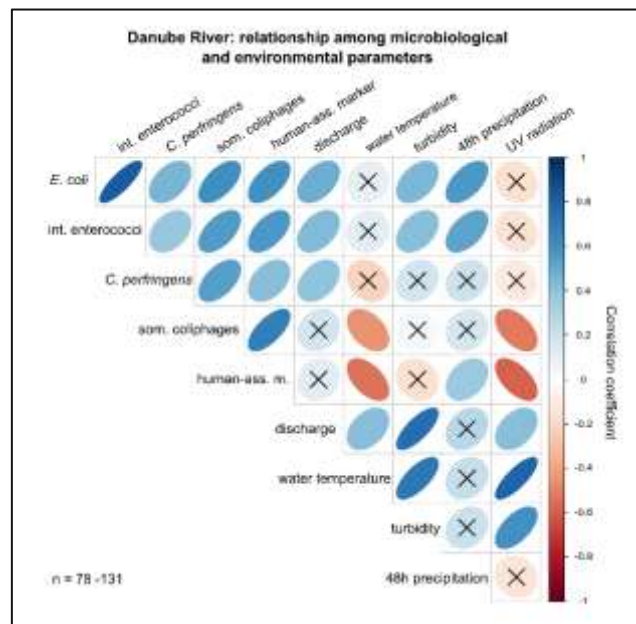 Danube River: relationship among microbiological
and environmental parameters
int. enterococci
C. perfringens
som. coliphages
human-ass. marker
discharge
water temperature
turbidity
48h precipitation
UV radiation
E. coli
int. enterococci
C. perfringens
som. coliphages
human-ass. m.
discharge
water temperature
turbidity
48h precipitation
n = 78 -131
1
0.8
0.6
0.4
0.2
0
-0.2
-0.4
-0.6
-0.8
-1
Correlation coefficient